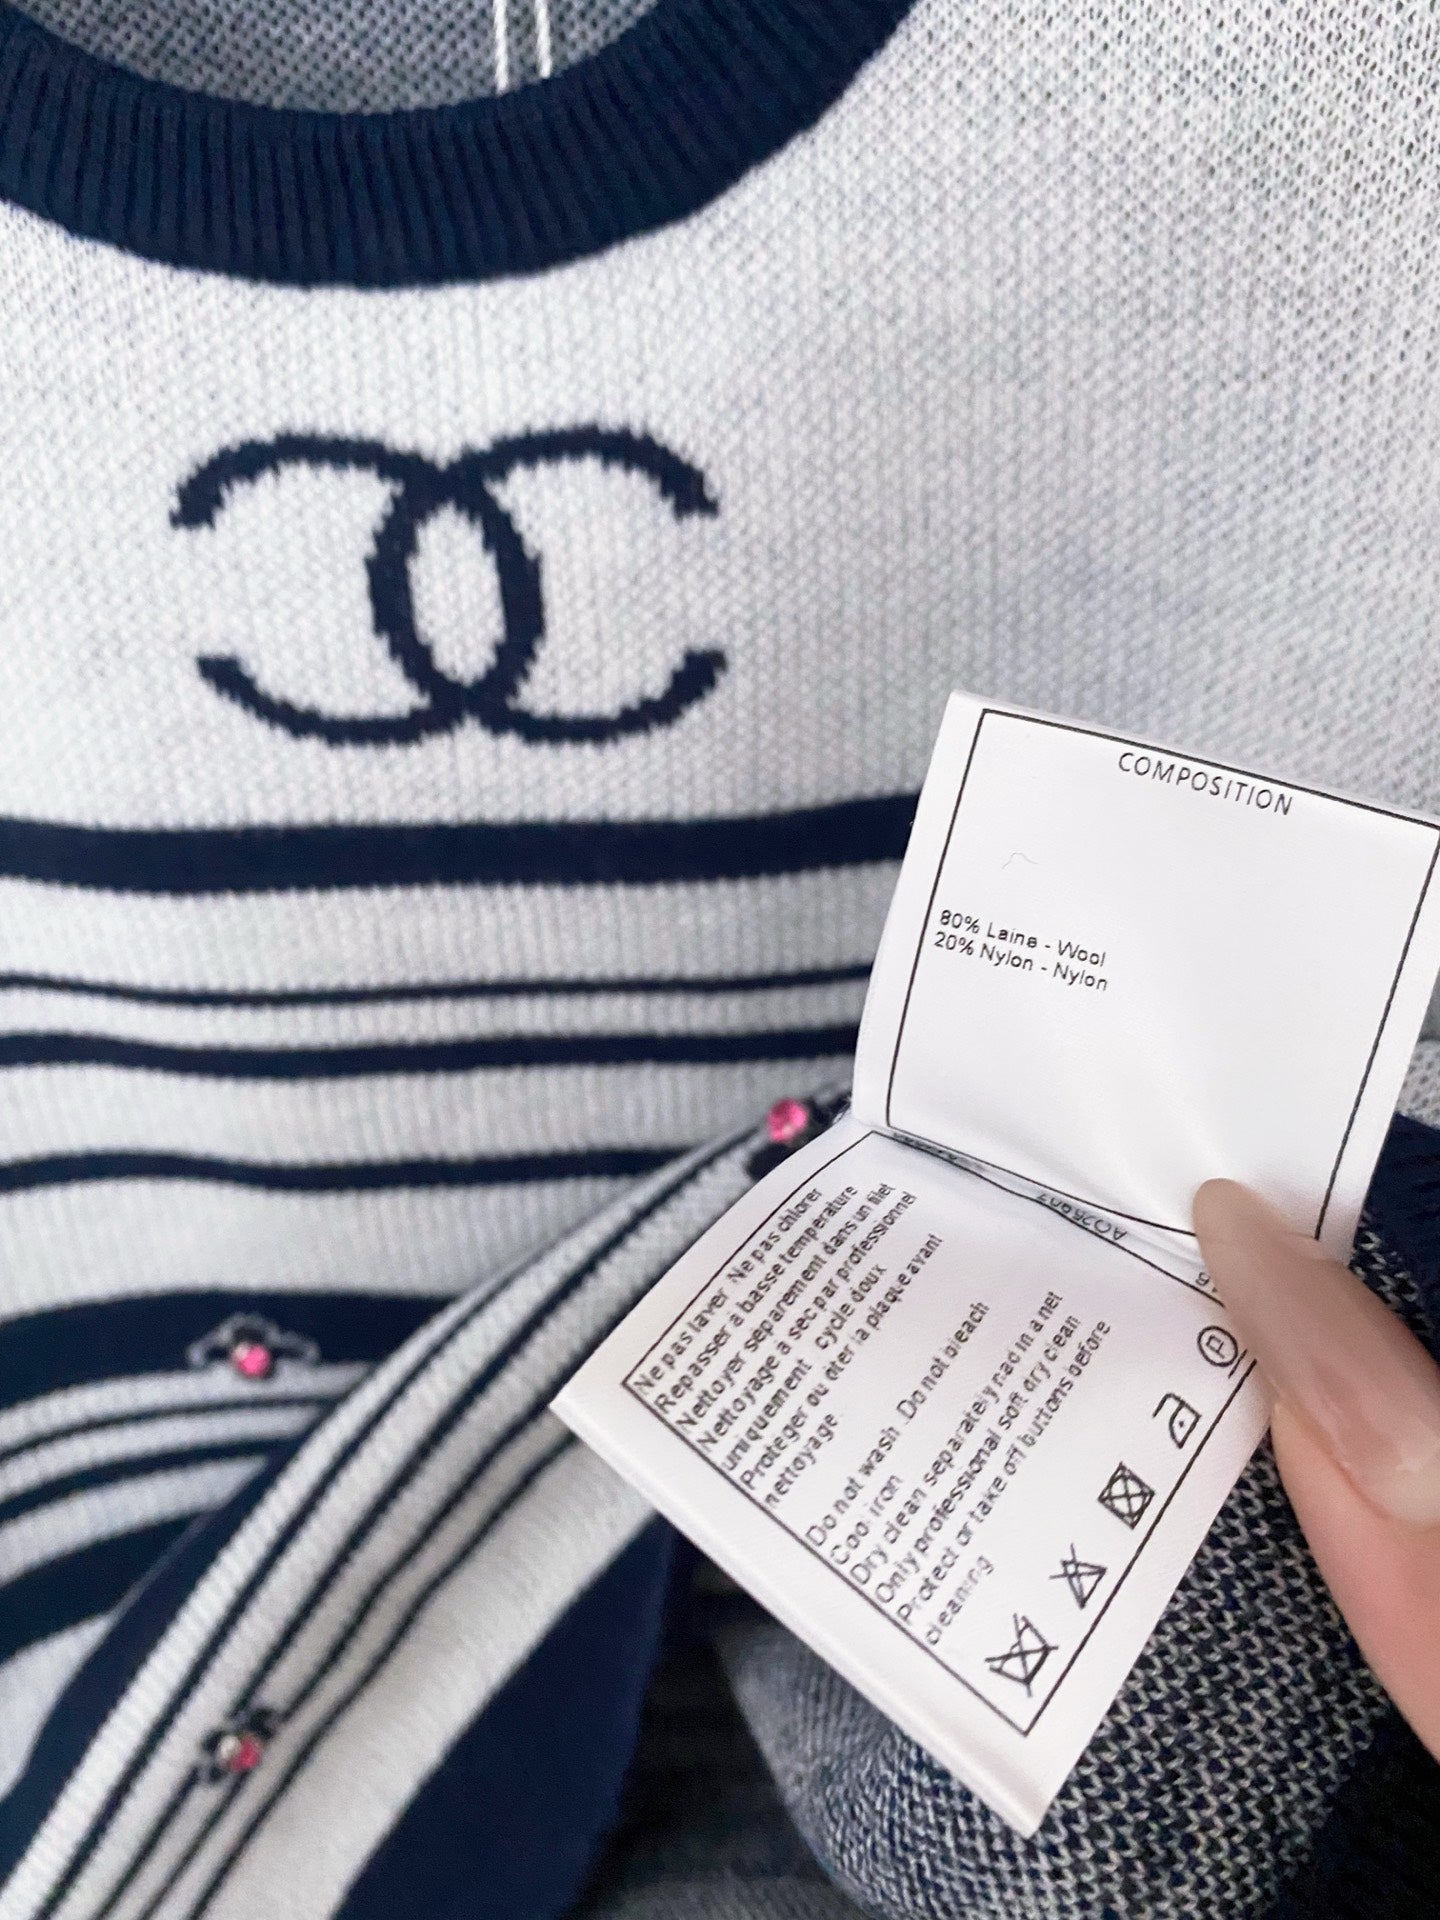 COMPOSITION
80% Laine - Wool
20% Nylon - Nylon
Ne pas laver. Ne pas chlorer
Repasser à basse temperature
Nettoyer separement dans un filet
Nettoyage à sec par professionnel
uniquement cycle doux
Proteger ou ôter la plaque avant
nettoyage.
Do not wash. Do not bleach
Cool iron
Dry clean separately and in a net
Only professional soft dry clean
Protect or take off buttons before
cleaning
P